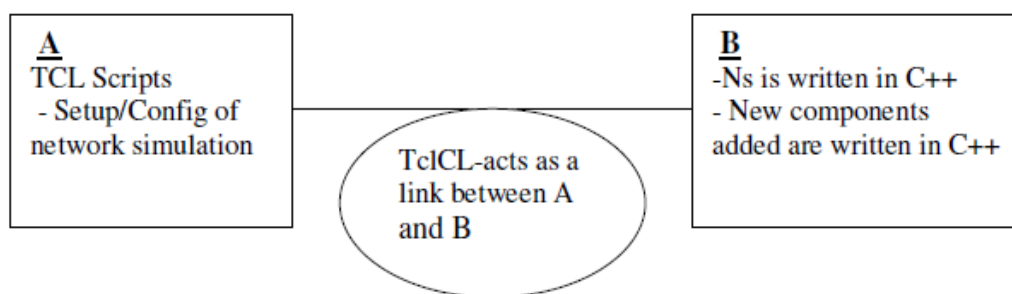 A
TCL Scripts
- Setup/Config of
network simulation
TclCL-acts as a
link between A
and B
B
-Ns is written in C++
- New components
added are written in C++